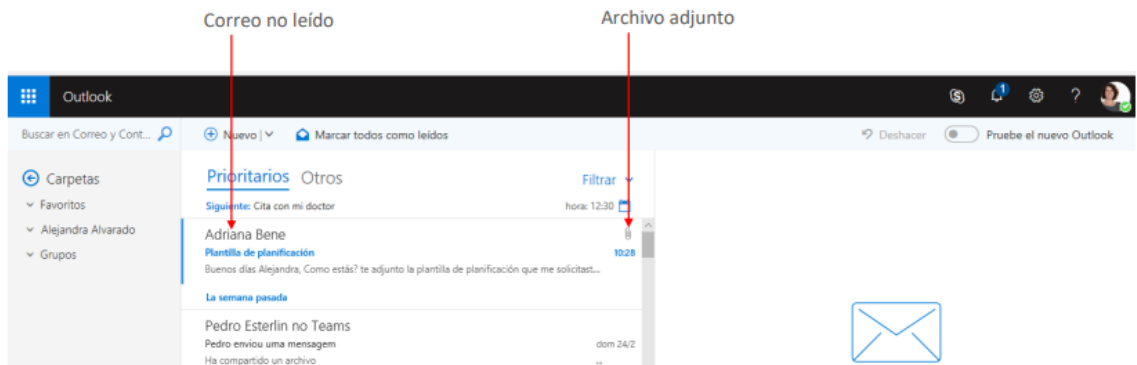 Correo no leído
Archivo adjunto
Outlook
S
1
?
Buscar en Correo y Cont...
Nuevo |
Marcar todos como leídos
Deshacer
Pruebe el nuevo Outlook
Carpetas
Favoritos
Alejandra Alvarado
Grupos
Prioritarios Otros
Filtrar
Siguiente: Cita con mi doctor
hora: 12:30
Adriana Bene
Plantilla de planificación
10:28
Buenos días Alejandra, Como estás? te adjunto la plantilla de planificación que me solicitast...
La semana pasada
Pedro Esterlin no Teams
Pedro enviou uma mensagem
dom 24/2
Ha compartido un archivo
...